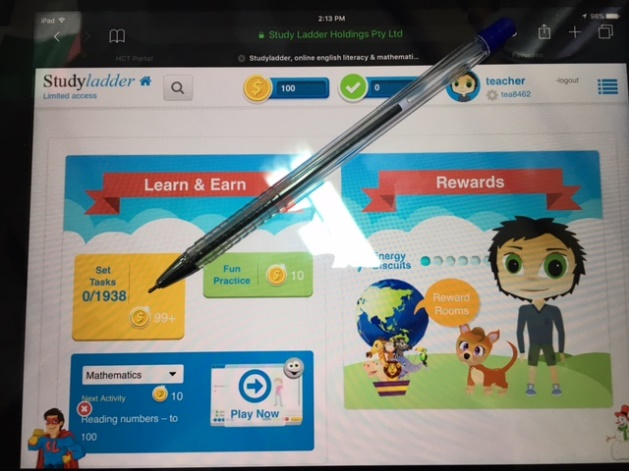 iPad
2:13 PM
98%
Study Ladder Holdings Pty Ltd
HCT Portal
Studyladder, online english literacy & mathemati...
Studyladder
Limited access
100
0
teacher
tea8462
-logout
Learn & Earn
Rewards
Set
Tasks
0/1938
99+
Fun
Practice
10
nergy
Biscuits
Reward
Rooms
Mathematics
Next Activity
10
Reading numbers – to
100
Play Now